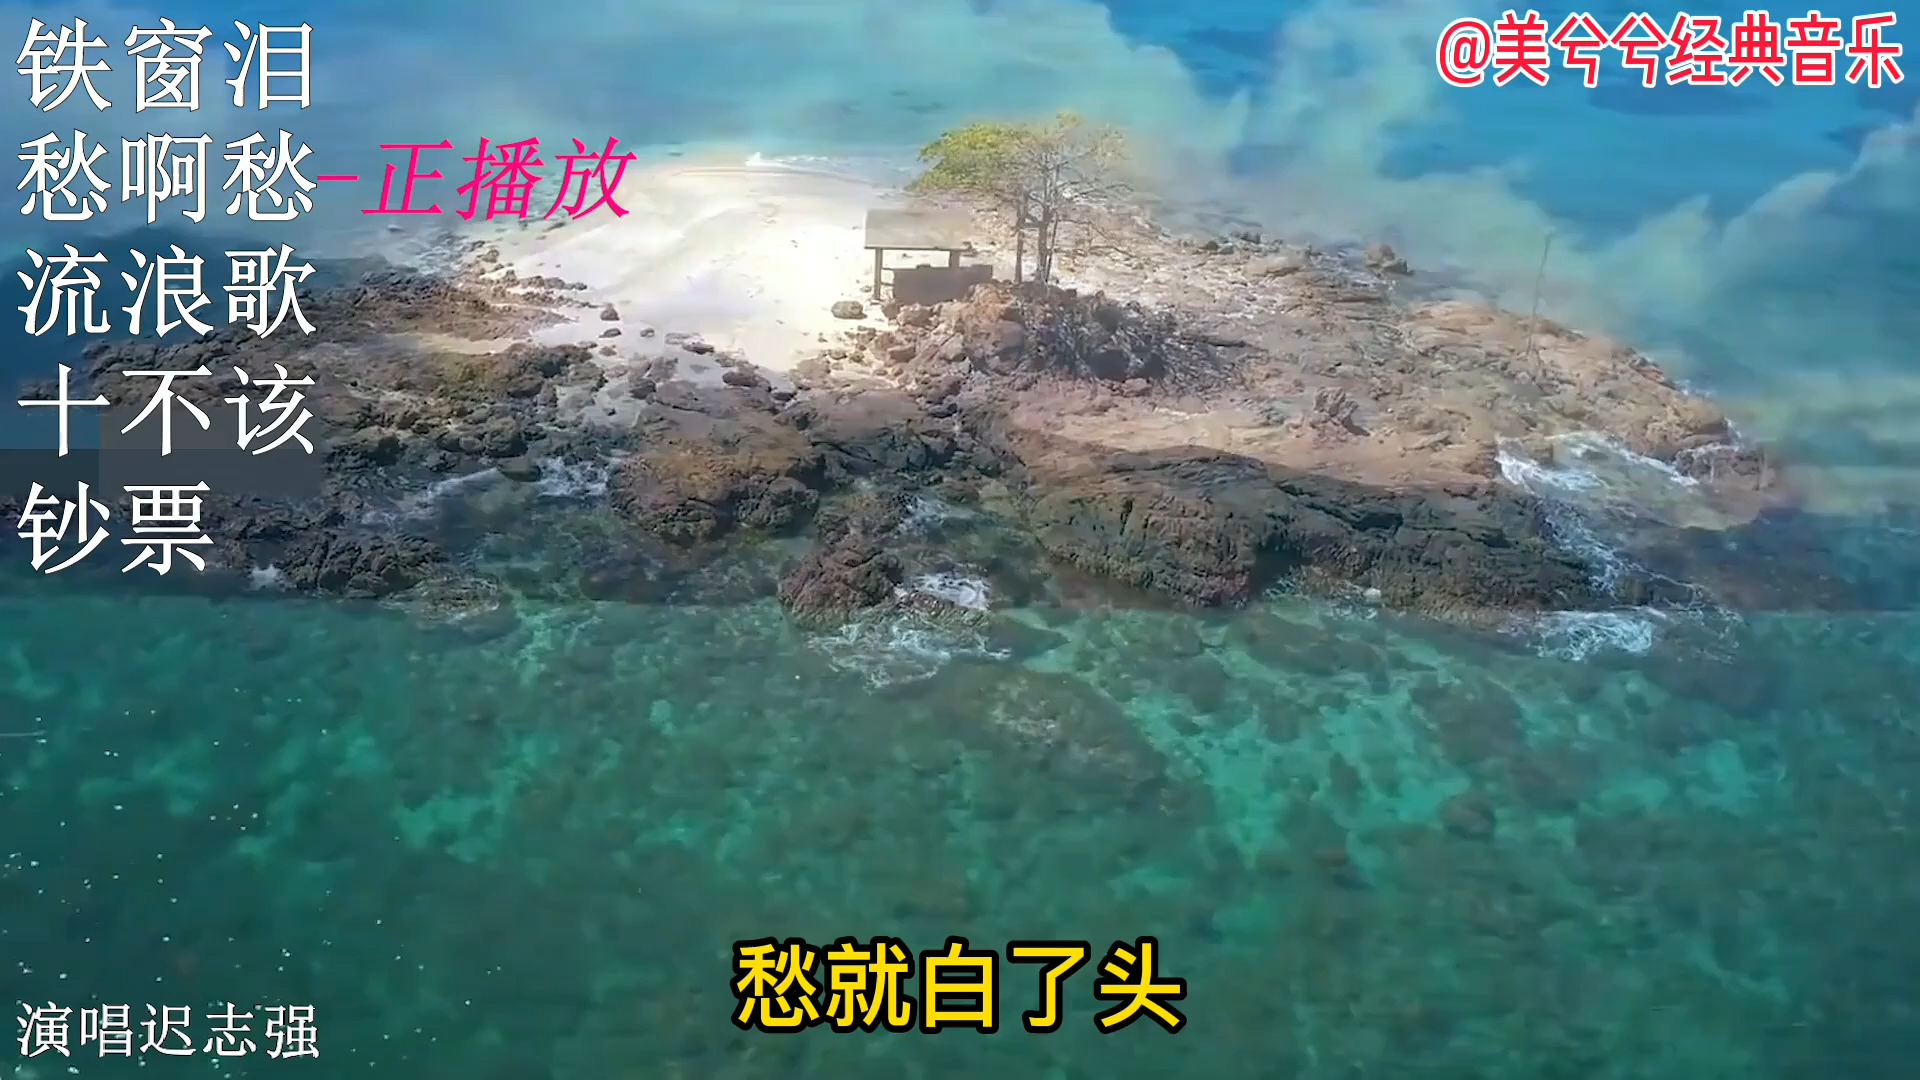 铁窗泪
@美兮兮经典音乐
愁啊愁-正播放
流浪歌
十不该
钞票
愁就白了头
演唱迟志强